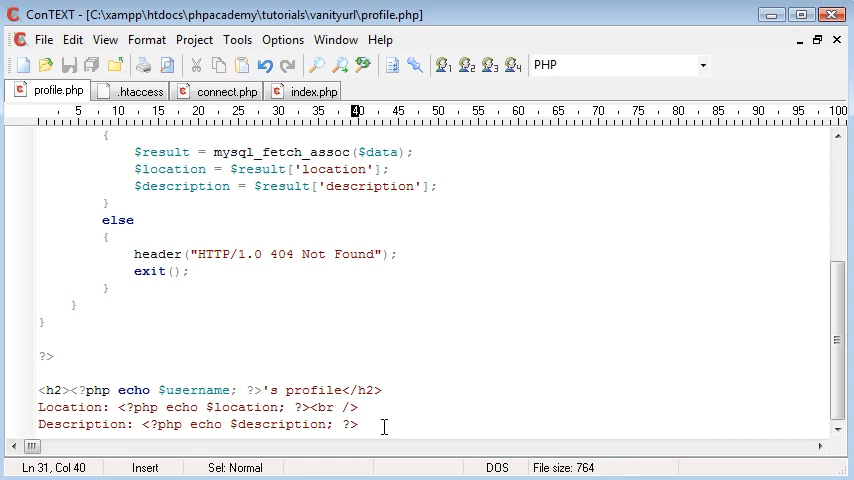 ConTEXT - [C:\xampp\htdocs\phpacademy\tutorials\vanityurl\profile.php]
File Edit View Format Project Tools Options Window Help
PHP
profile.php .htaccess connect.php index.php
5 10 15 20 25 30 35 40 45 50 55 60 65 70 75 80 85 90 95 100
{
$result = mysql_fetch_assoc($data);
$location = $result['location'];
$description = $result['description'];
}
else
{
header("HTTP/1.0 404 Not Found");
exit();
}
}
}
?>
<h2><?php echo $username; ?>'s profile</h2>
Location: <?php echo $location; ?><br />
Description: <?php echo $description; ?>
Ln 31, Col 40 Insert Sel: Normal DOS File size: 764